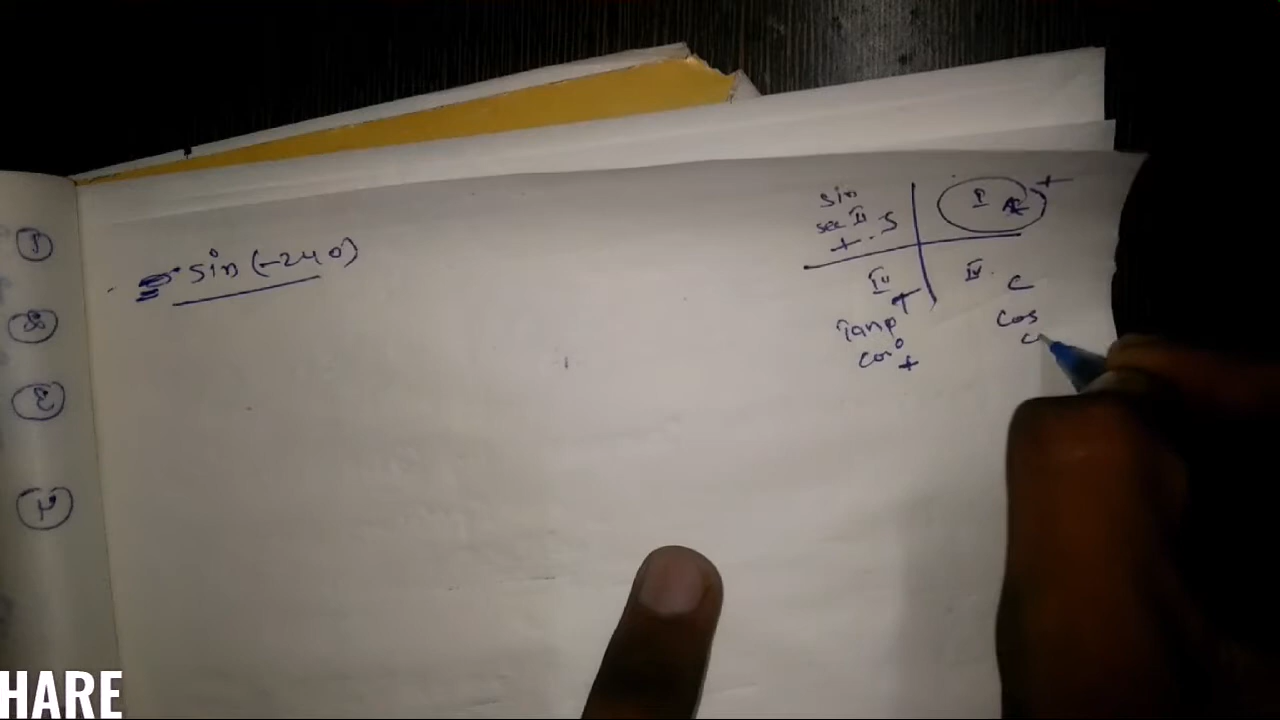 sin (-240)
sin
sec II
+ . S
I A +
III +
Tanθ
cotθ
+
IV . C
cos
c
HARE